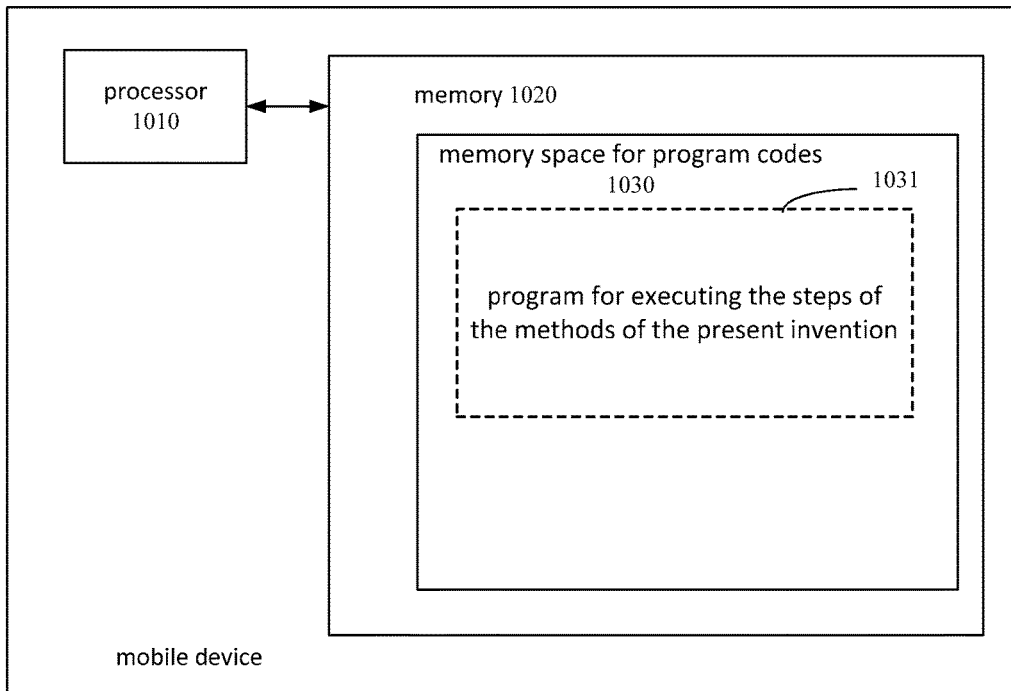 processor
1010
memory 1020
memory space for program codes
1030
1031
program for executing the steps of
the methods of the present invention
mobile device